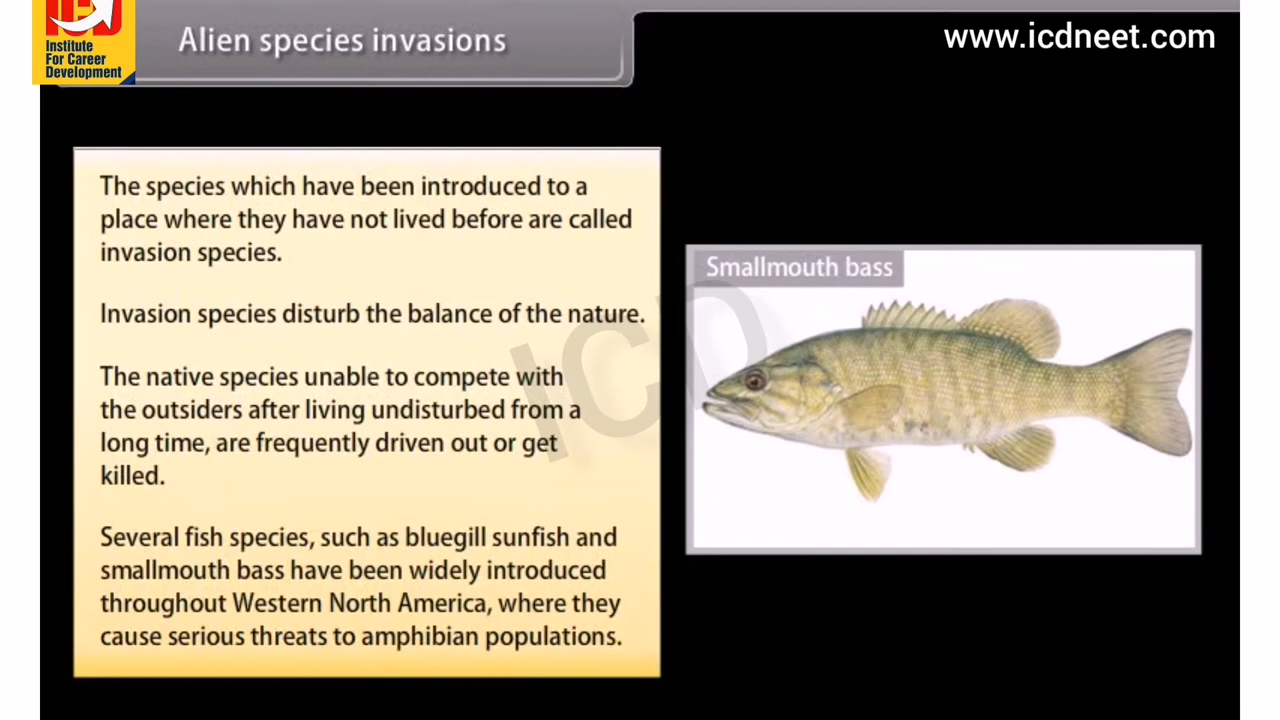 ICD
Institute
For Career
Development
Alien species invasions
www.icdneet.com
The species which have been introduced to a
place where they have not lived before are called
invasion species.
Invasion species disturb the balance of the nature.
The native species unable to compete with
the outsiders after living undisturbed from a
long time, are frequently driven out or get
killed.
Several fish species, such as bluegill sunfish and
smallmouth bass have been widely introduced
throughout Western North America, where they
cause serious threats to amphibian populations.
Smallmouth bass
ICD